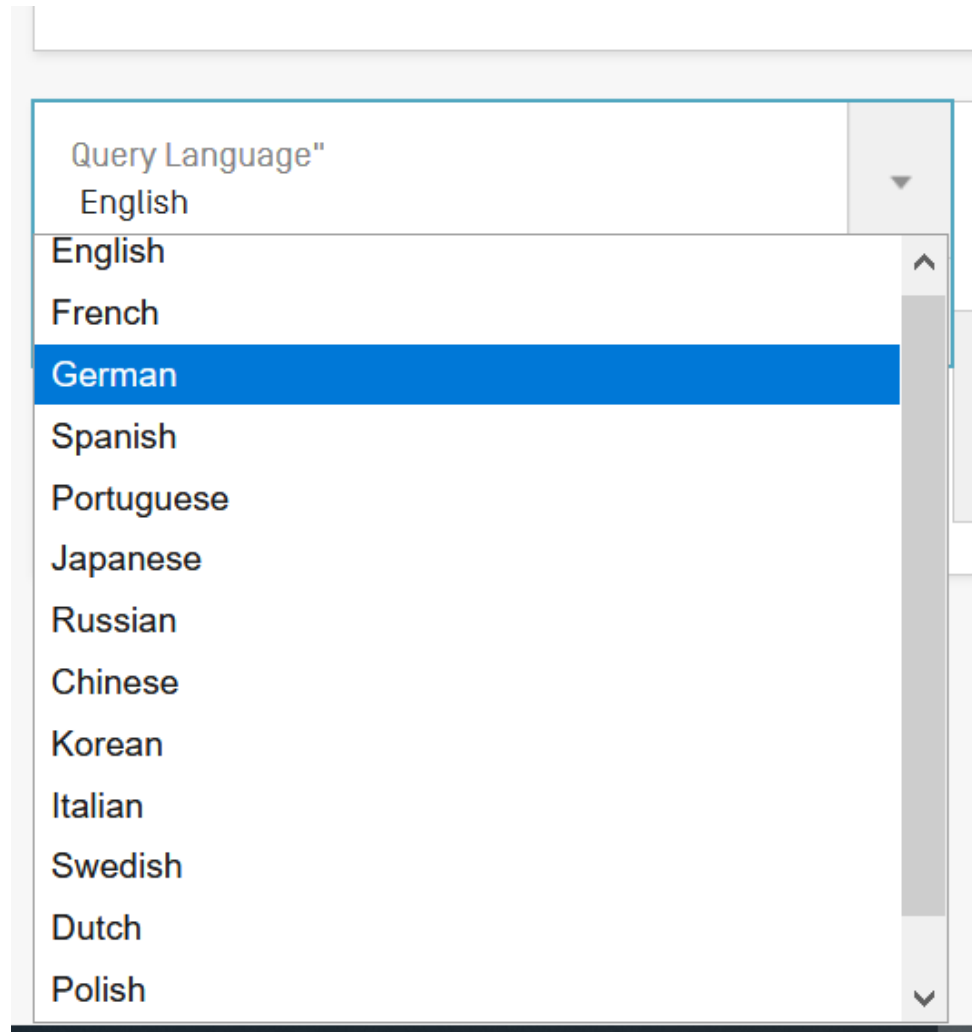 Query Language"
English
English
French
German
Spanish
Portuguese
Japanese
Russian
Chinese
Korean
Italian
Swedish
Dutch
Polish